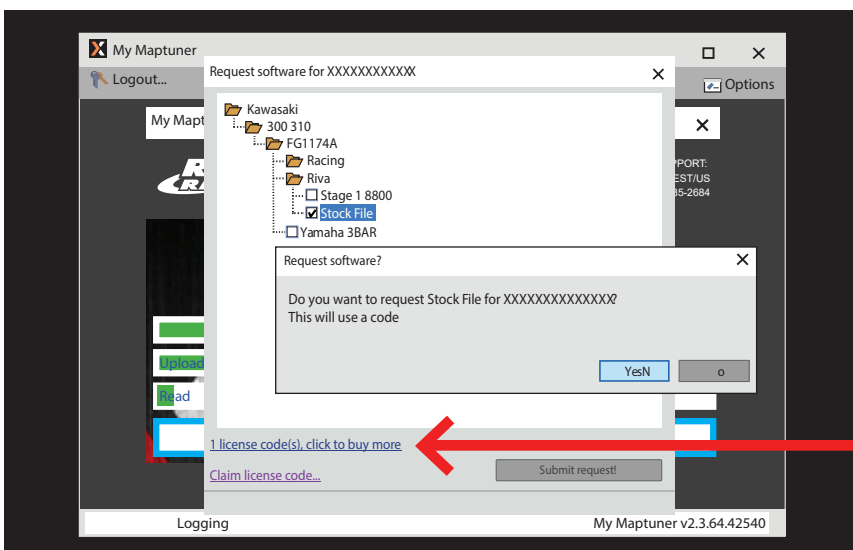 My Maptuner
Logout...
Options
Request software for XXXXXXXXXXXX
My Mapt
PORT:
EST/US
35-2684
Kawasaki
300 310
FG1174A
Racing
Riva
Stage 1 8800
Stock File
Yamaha 3BAR
Request software?
Do you want to request Stock File for XXXXXXXXXXXXXX?
This will use a code
YesN
o
Upload
Read
1 license code(s), click to buy more
Claim license code...
Submit request!
Logging
My Maptuner v2.3.64.42540